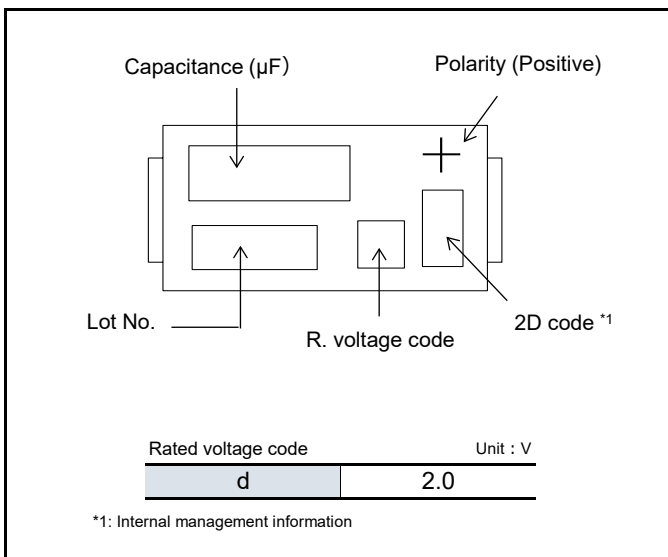 Capacitance (μF)
Polarity (Positive)
+
Lot No.
R. voltage code
2D code *1
Rated voltage code Unit : V
d 2.0
*1: Internal management information